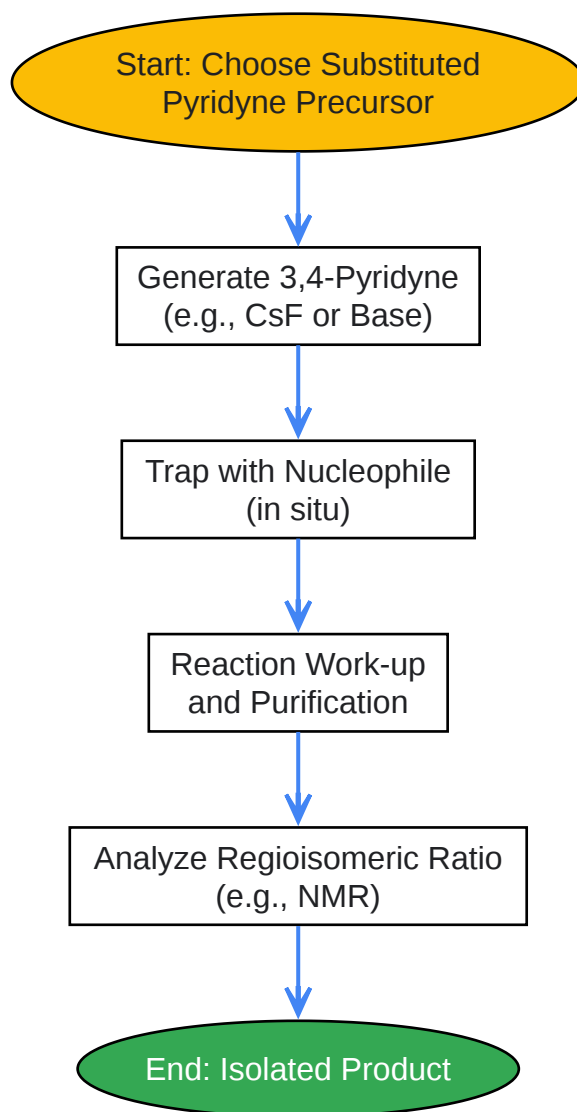 Start: Choose Substituted
Pyridyne Precursor
Generate 3,4-Pyridyne
(e.g., CsF or Base)
Trap with Nucleophile
(in situ)
Reaction Work-up
and Purification
Analyze Regioisomeric Ratio
(e.g., NMR)
End: Isolated Product